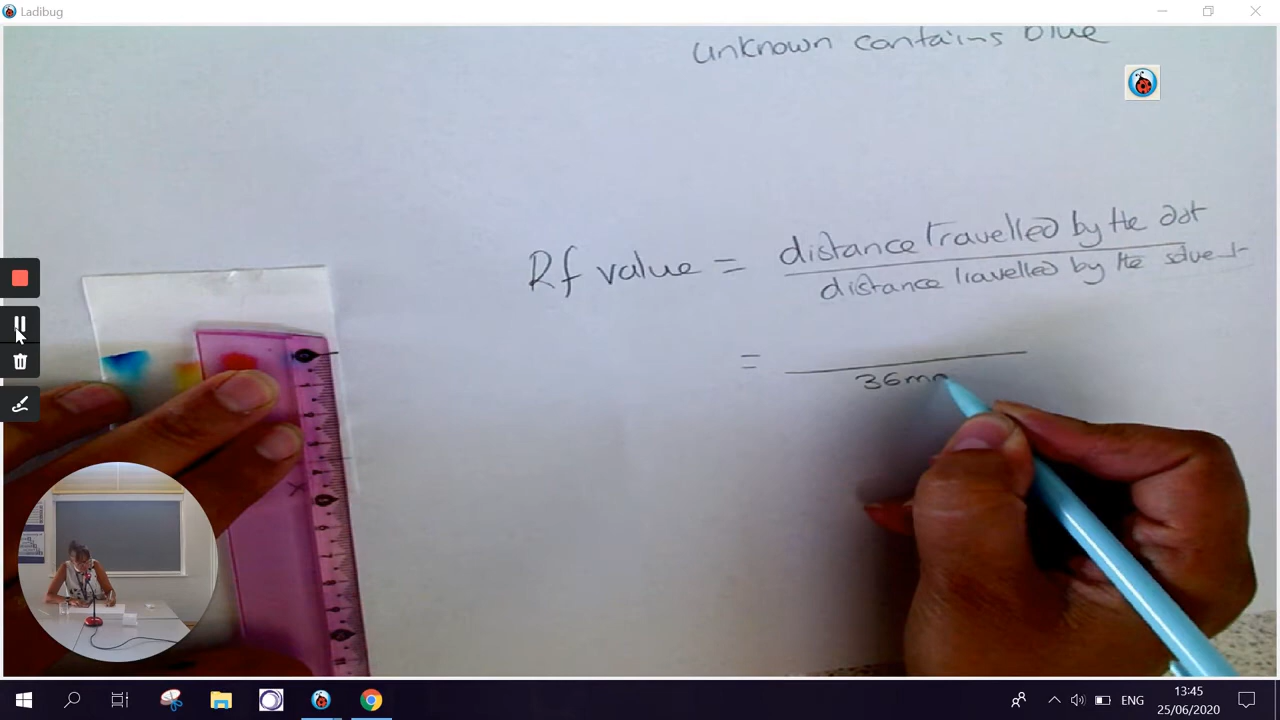 Ladibug
unknown contains blue
Rf value = distance travelled by the dot
distance travelled by the solvent
=
36mm
ENG
13:45
25/06/2020